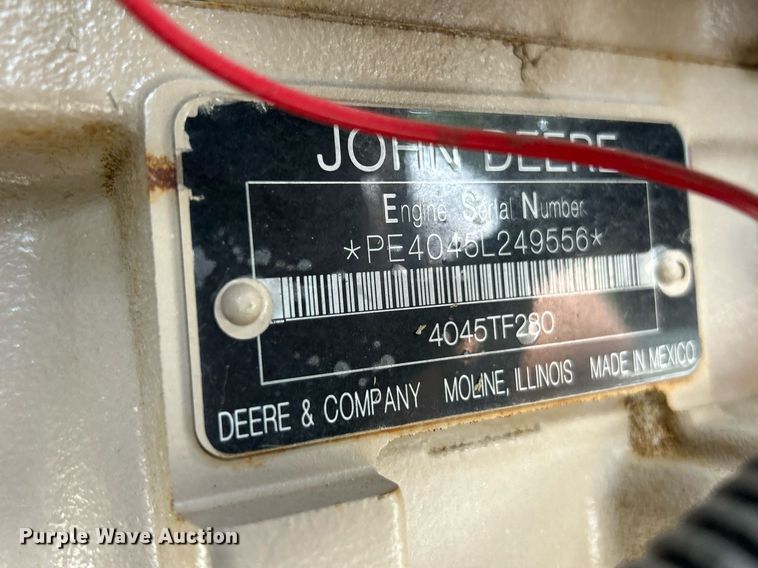 JOHN DEERE
Engine Serial Number
*PE4045L249556*
4045TF280
DEERE & COMPANY MOLINE, ILLINOIS MADE IN MEXICO
Purple Wave Auction